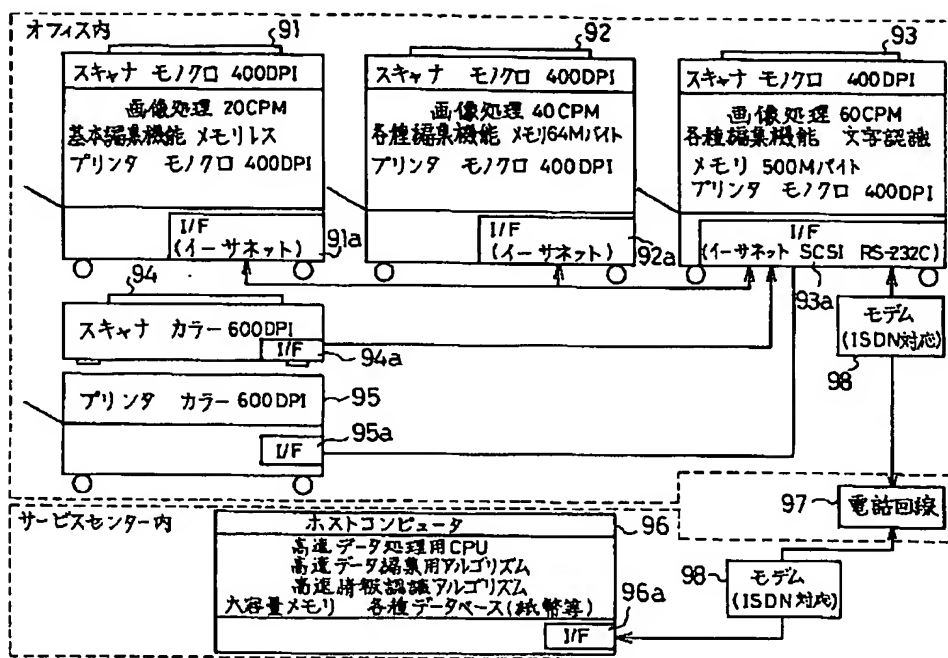 オフィス内
91
スキャナ モノクロ 400DPI
画像処理 20CPM
基本編集機能 メモリレス
プリンタ モノクロ 400DPI
I/F
(イーサネット)
91a
92
スキャナ モノクロ 400DPI
画像処理 40CPM
各種編集機能 メモリ64Mバイト
プリンタ モノクロ 400DPI
I/F
(イーサネット)
92a
93
スキャナ モノクロ 400DPI
画像処理 60CPM
各種編集機能 文字認識
メモリ 500Mバイト
プリンタ モノクロ 400DPI
I/F
(イーサネット SCSI RS-232C)
93a
94
スキャナ カラー 600DPI
I/F
94a
モデム
(ISDN対応)
98
プリンタ カラー 600DPI
95
I/F
95a
97
電話回線
サービスセンター内
ホストコンピュータ
96
高速データ処理用CPU
高速データ編集用アルゴリズム
高速情報認識アルゴリズム
大容量メモリ 各種データベース(紙幣等)
I/F
96a
98
モデム
(ISDN対応)